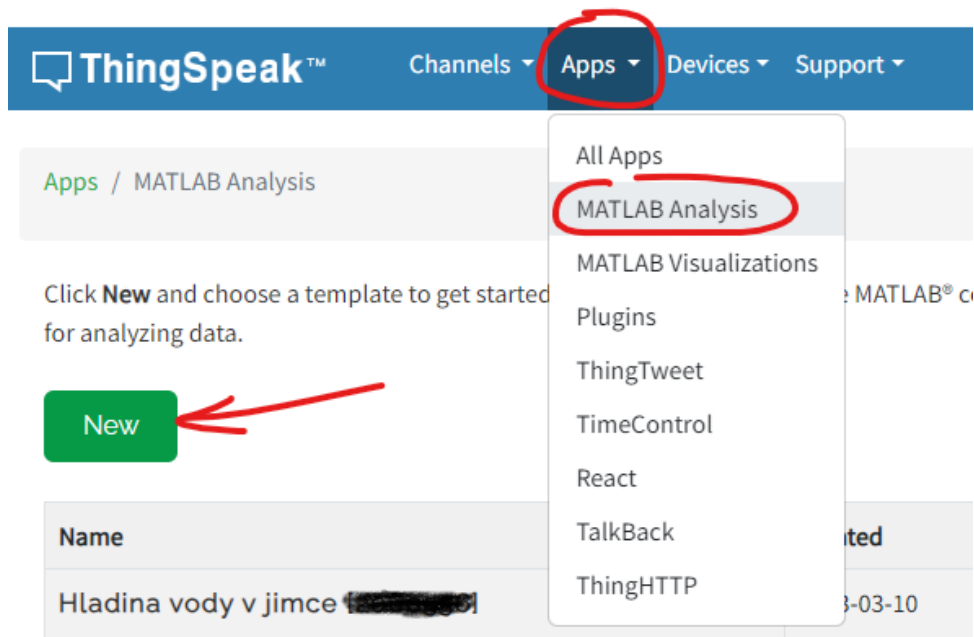 ThingSpeak™
Channels Apps Devices Support
All Apps
MATLAB Analysis
MATLAB Visualizations
Plugins
ThingTweet
TimeControl
React
TalkBack
ThingHTTP
Apps / MATLAB Analysis
Click New and choose a template to get started MATLAB®
for analyzing data.
New
Name
Hladina vody v jimce
-03-10